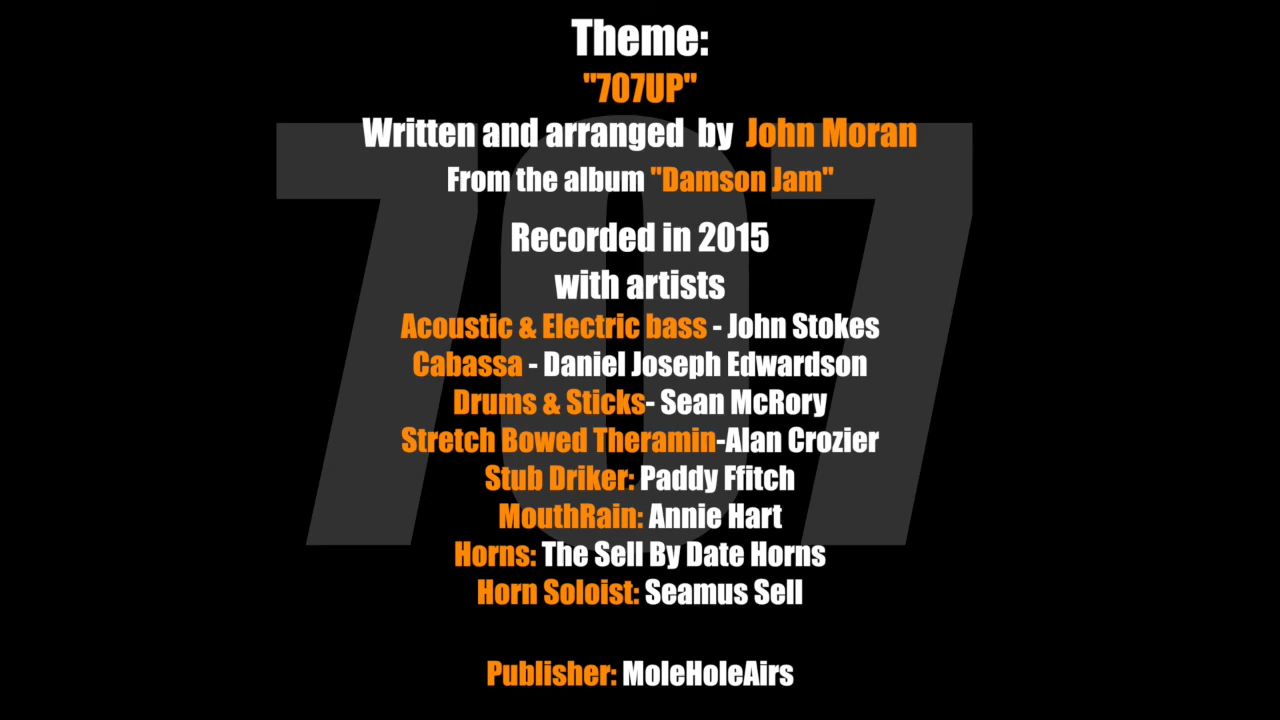 Theme:
"707UP"
Written and arranged by John Moran
From the album "Damson Jam"
Recorded in 2015
with artists
Acoustic & Electric bass - John Stokes
Cabassa - Daniel Joseph Edwardson
Drums & Sticks- Sean McRory
Stretch Bowed Theramin-Alan Crozier
Stub Driker: Paddy Ffitch
MouthRain: Annie Hart
Horns: The Sell By Date Horns
Horn Soloist: Seamus Sell
Publisher: MoleHoleAirs
707